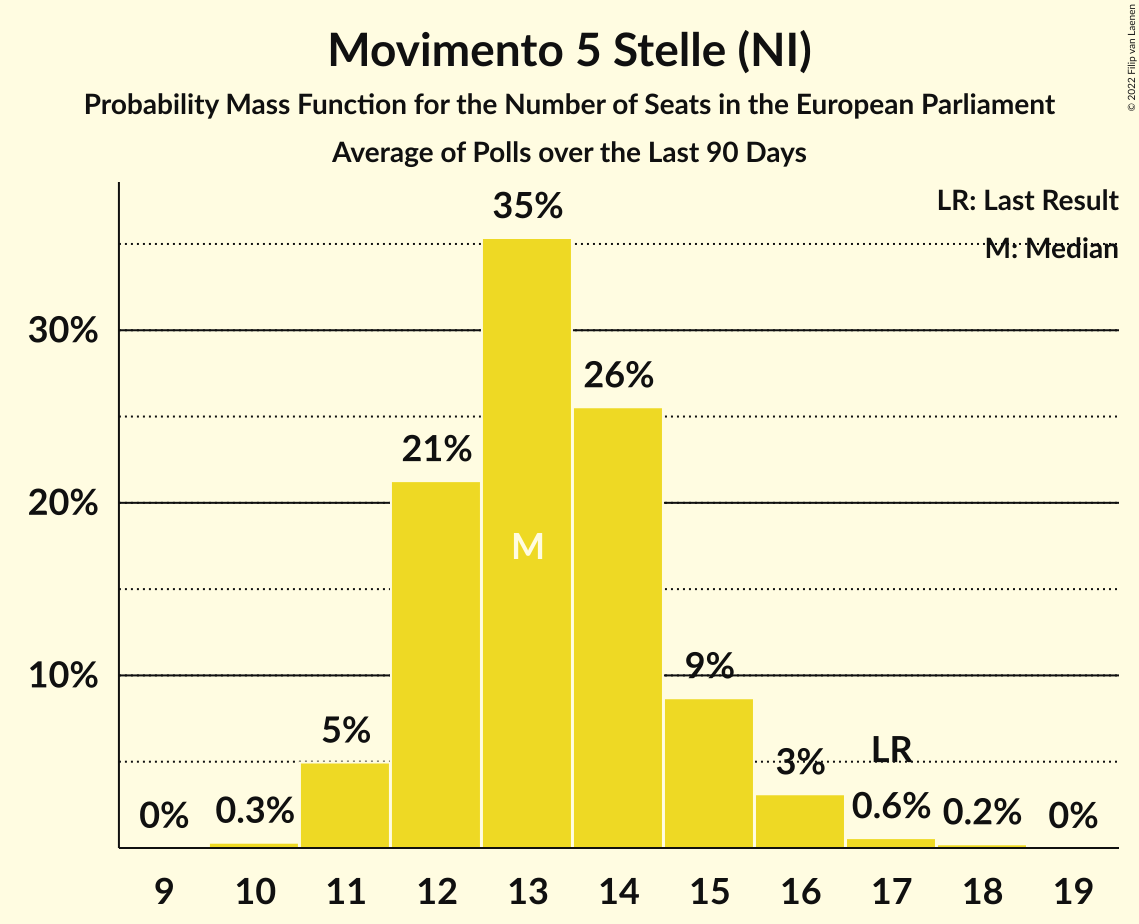 Movimento 5 Stelle (NI)
Probability Mass Function for the Number of Seats in the European Parliament
Average of Polls over the Last 90 Days
© 2022 Filip van Laenen
LR: Last Result
M: Median
35%
30%
26%
21%
20%
M
10%
9%
5%
LR
3%
0%
0.3%
0.6%
0.2%
0%
9 10 11 12 13 14 15 16 17 18 19